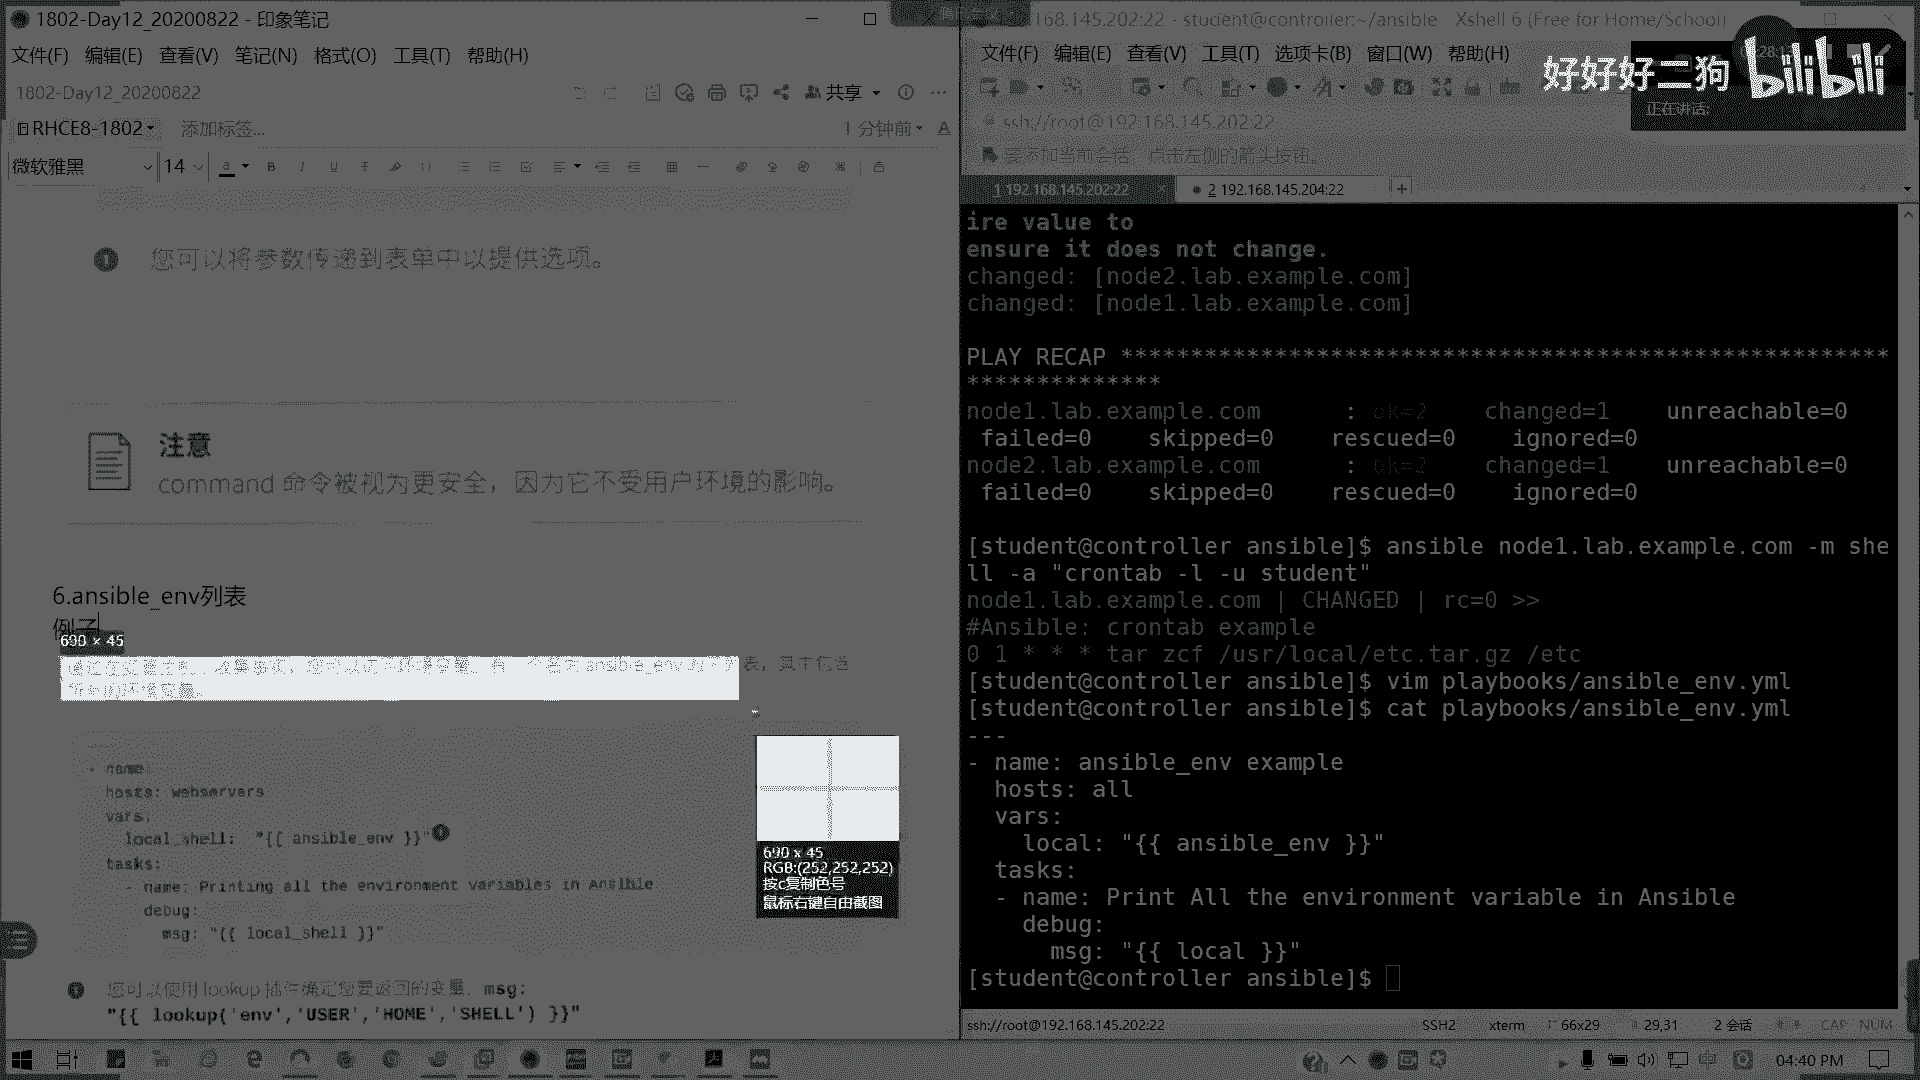 1802-Day12_20200822 - 印象笔记
文件(F) 编辑(E) 查看(V) 笔记(N) 格式(O) 工具(T) 帮助(H)
1802-Day12_20200822
共享
RHCE8-1802
添加标签...
1 分钟前
微软雅黑
14
您可以将参数传递到表单中以提供选项。
注意
command 命令被视为更安全，因为它不受用户环境的影响。
6.ansible_env列表
例子
690 × 45
- name:
hosts: webservers
vars:
local_shell: "{{ ansible_env }}"
tasks:
- name: Printing all the environment variables in Ansible
debug:
msg: "{{ local_shell }}"
您可以使用 lookup 插件确定您要返回的变量. msg:
"{{ lookup('env','USER','HOME','SHELL') }}"
690 x 45
RGB:(252,252,252)
按c复制色号
鼠标右键自由截图
168.145.202:22 - student@controller:~/ansible - Xshell 6 (Free for Home/School)
文件(F) 编辑(E) 查看(V) 工具(T) 选项卡(B) 窗口(W) 帮助(H)
好好好二狗 bilibili
正在讲话;
ssh://root@192.168.145.202:22
要添加当前会话，点击左侧的箭头按钮。
1 192.168.145.202:22
2 192.168.145.204:22
ire value to
ensure it does not change.
changed: [node2.lab.example.com]
changed: [node1.lab.example.com]
PLAY RECAP *******************************************************
**************
node1.lab.example.com : ok=2 changed=1 unreachable=0
failed=0 skipped=0 rescued=0 ignored=0
node2.lab.example.com : ok=2 changed=1 unreachable=0
failed=0 skipped=0 rescued=0 ignored=0
[student@controller ansible]$ ansible node1.lab.example.com -m she
ll -a "crontab -l -u student"
node1.lab.example.com | CHANGED | rc=0 >>
#Ansible: crontab example
0 1 * * * tar zcf /usr/local/etc.tar.gz /etc
[student@controller ansible]$ vim playbooks/ansible_env.yml
[student@controller ansible]$ cat playbooks/ansible_env.yml
---
- name: ansible_env example
hosts: all
vars:
local: "{{ ansible_env }}"
tasks:
- name: Print All the environment variable in Ansible
debug:
msg: "{{ local }}"
[student@controller ansible]$
ssh://root@192.168.145.202:22
SSH2
xterm
66x29
29,31
2 会话
CAP NUM
04:40 PM